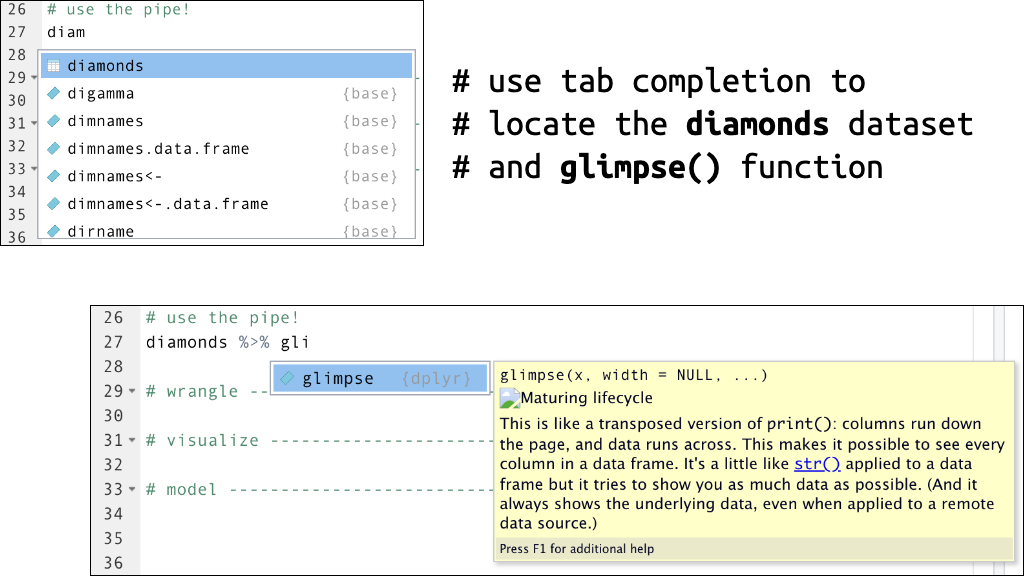 26 # use the pipe!
27 diam
28
diamonds
29
digamma {base}
30
31 dimnames {base}
32 dimnames.data.frame {base}
33 dimnames<- {base}
34
35 dimnames<-.data.frame {base}
36 dirname {base}
# use tab completion to
# locate the diamonds dataset
# and glimpse() function
26 # use the pipe!
27 diamonds %>% gli
28
glimpse {dplyr}
29 # wrangle --
30
31 # visualize -----------------------
32
33 # model ---------------------------
34
35
36
glimpse(x, width = NULL, ...)
Maturing lifecycle
This is like a transposed version of print(): columns run down
the page, and data runs across. This makes it possible to see every
column in a data frame. It's a little like str() applied to a data
frame but it tries to show you as much data as possible. (And it
always shows the underlying data, even when applied to a remote
data source.)
Press F1 for additional help